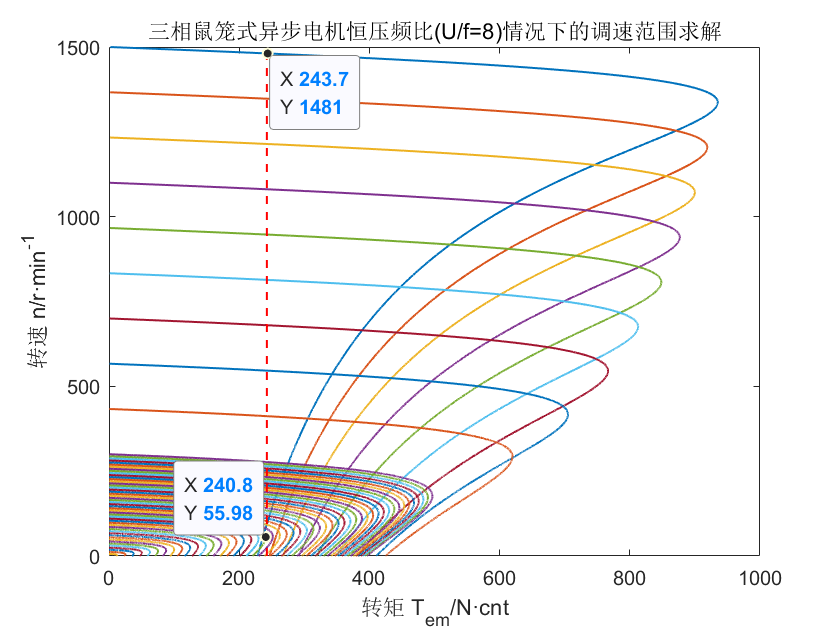 三相鼠笼式异步电机恒压频比(U/f=8)情况下的调速范围求解
1500
X 243.7
Y 1481
1000
转速 n/r·min-1
500
X 240.8
Y 55.98
0
0 200 400 600 800 1000
转矩 Tem/N·cnt